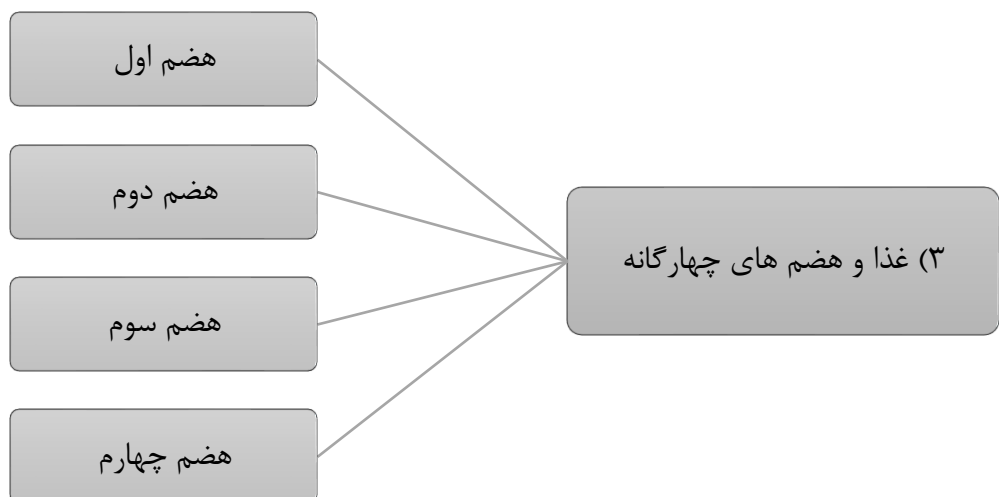 ۳) غذا و هضم های چهارگانه
هضم اول
هضم دوم
هضم سوم
هضم چهارم